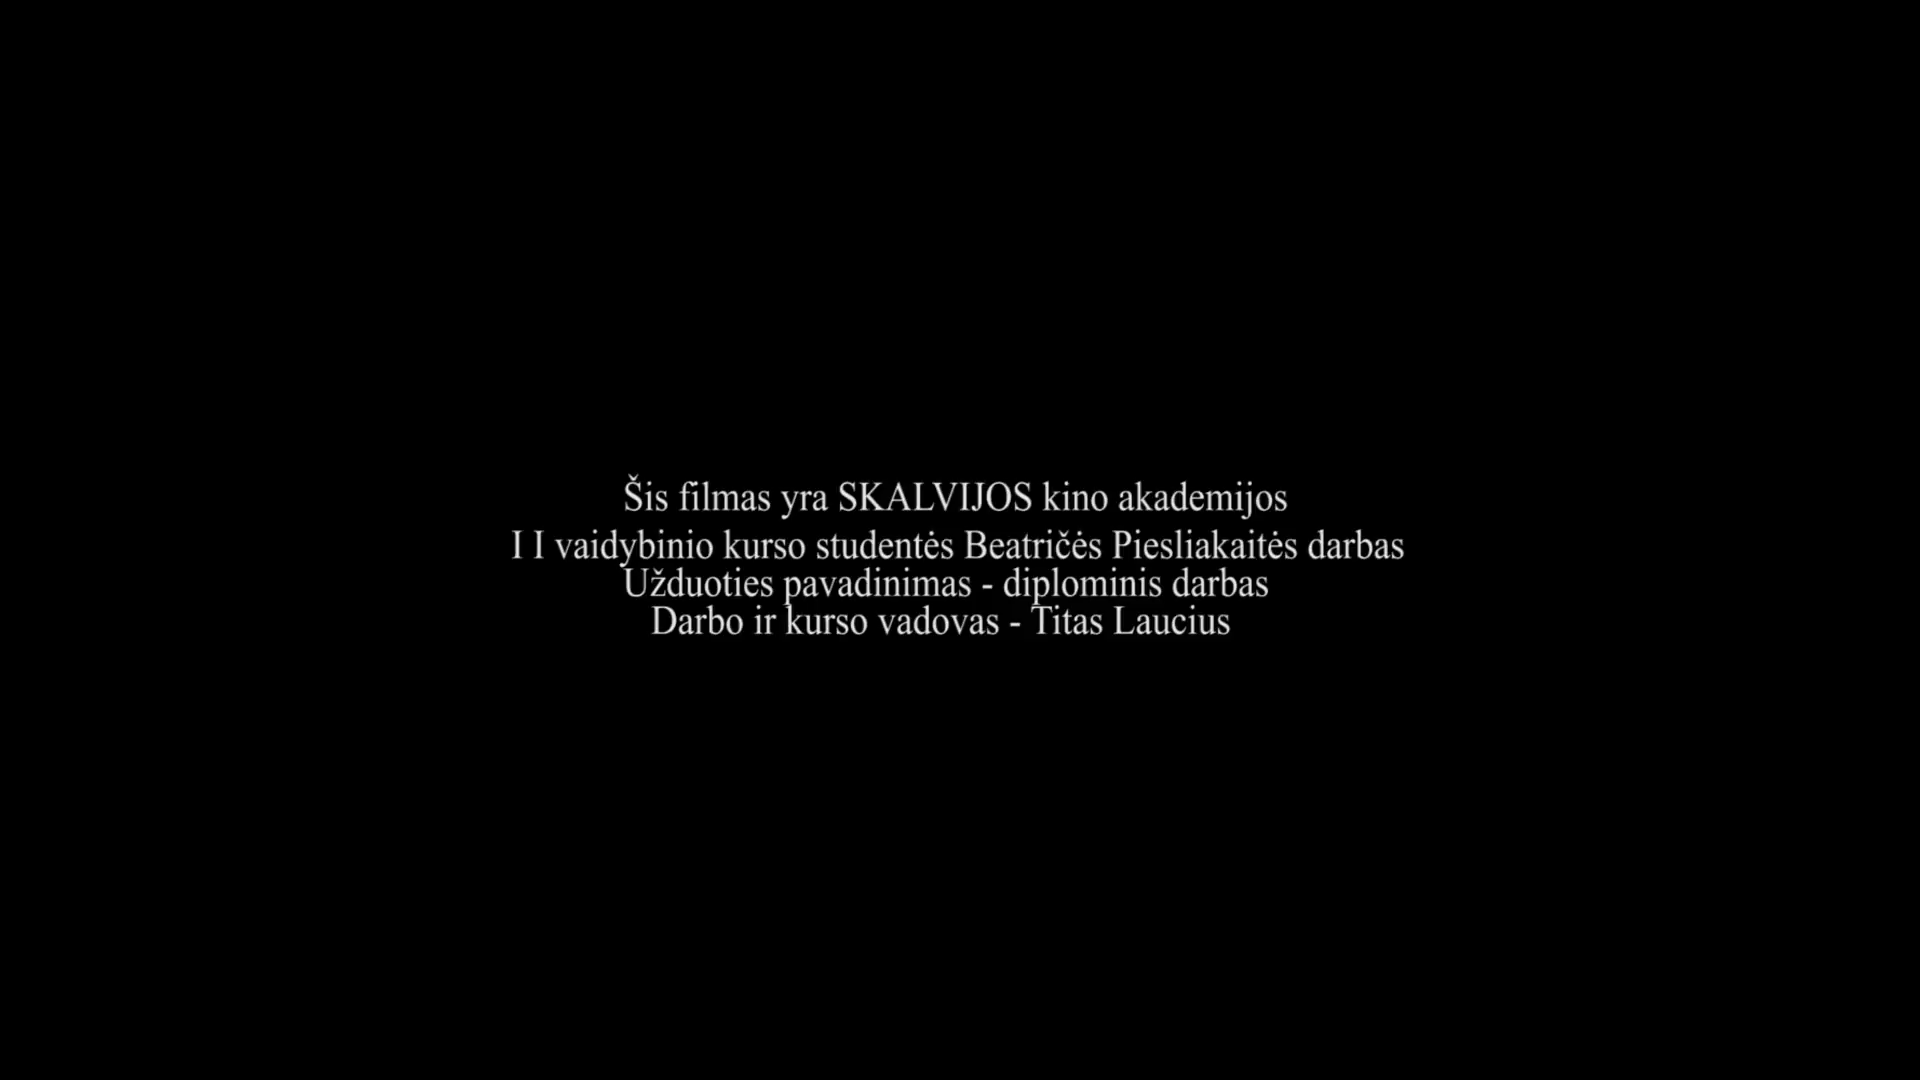 Šis filmas yra SKALVIJOS kino akademijos
I I vaidybinio kurso studentės Beatričės Piesliakaitės darbas
Užduoties pavadinimas - diplominis darbas
Darbo ir kurso vadovas - Titas Laucius